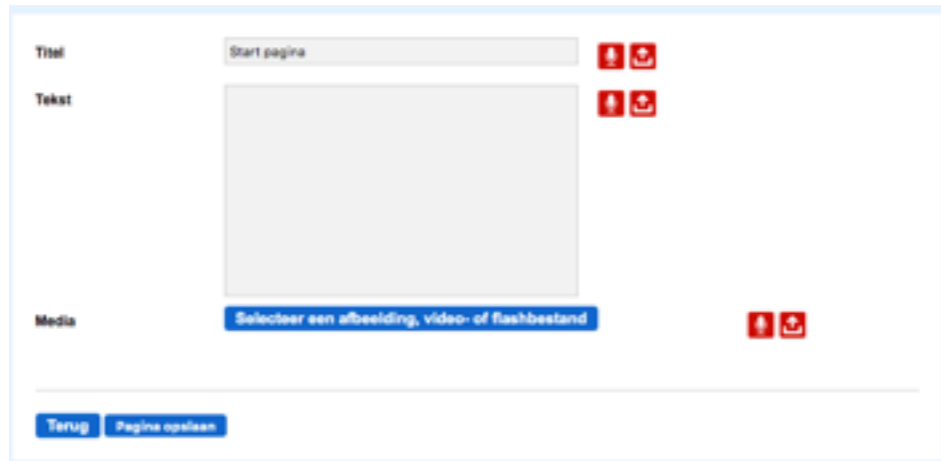 Titel
Start pagina
Tekst
Media
Selecteer een afbeelding, video- of flashbestand
Terug
Pagina opslaan